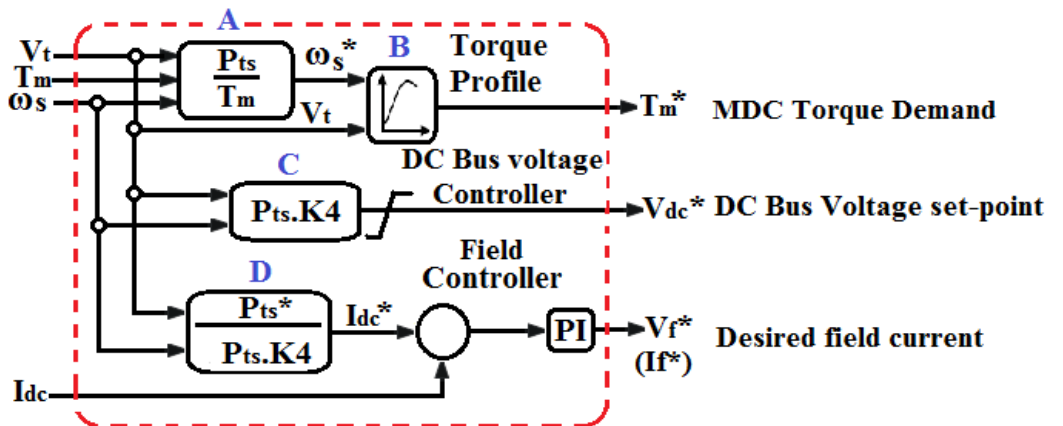 A
Vt
Tm
ωs
Pts
Tm
ωs*
Vt
B
Torque
Profile
Tm*
MDC Torque Demand
C
Pts.K4
DC Bus voltage
Controller
Vdc*
DC Bus Voltage set-point
D
Pts*
Pts.K4
Idc*
Field
Controller
PI
Vf*
(If*)
Desired field current
Idc